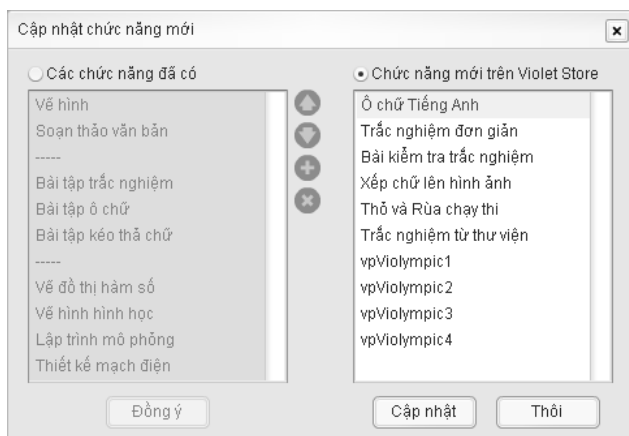 Cập nhật chức năng mới
Các chức năng đã có
Vẽ hình
Soạn thảo văn bản
-----
Bài tập trắc nghiệm
Bài tập ô chữ
Bài tập kéo thả chữ
-----
Vẽ đồ thị hàm số
Vẽ hình hình học
Lập trình mô phỏng
Thiết kế mạch điện
Đồng ý
Chức năng mới trên Violet Store
Ô chữ Tiếng Anh
Trắc nghiệm đơn giản
Bài kiểm tra trắc nghiệm
Xếp chữ lên hình ảnh
Thỏ và Rùa chạy thi
Trắc nghiệm từ thư viện
vpViolympic1
vpViolympic2
vpViolympic3
vpViolympic4
Cập nhật
Thôi